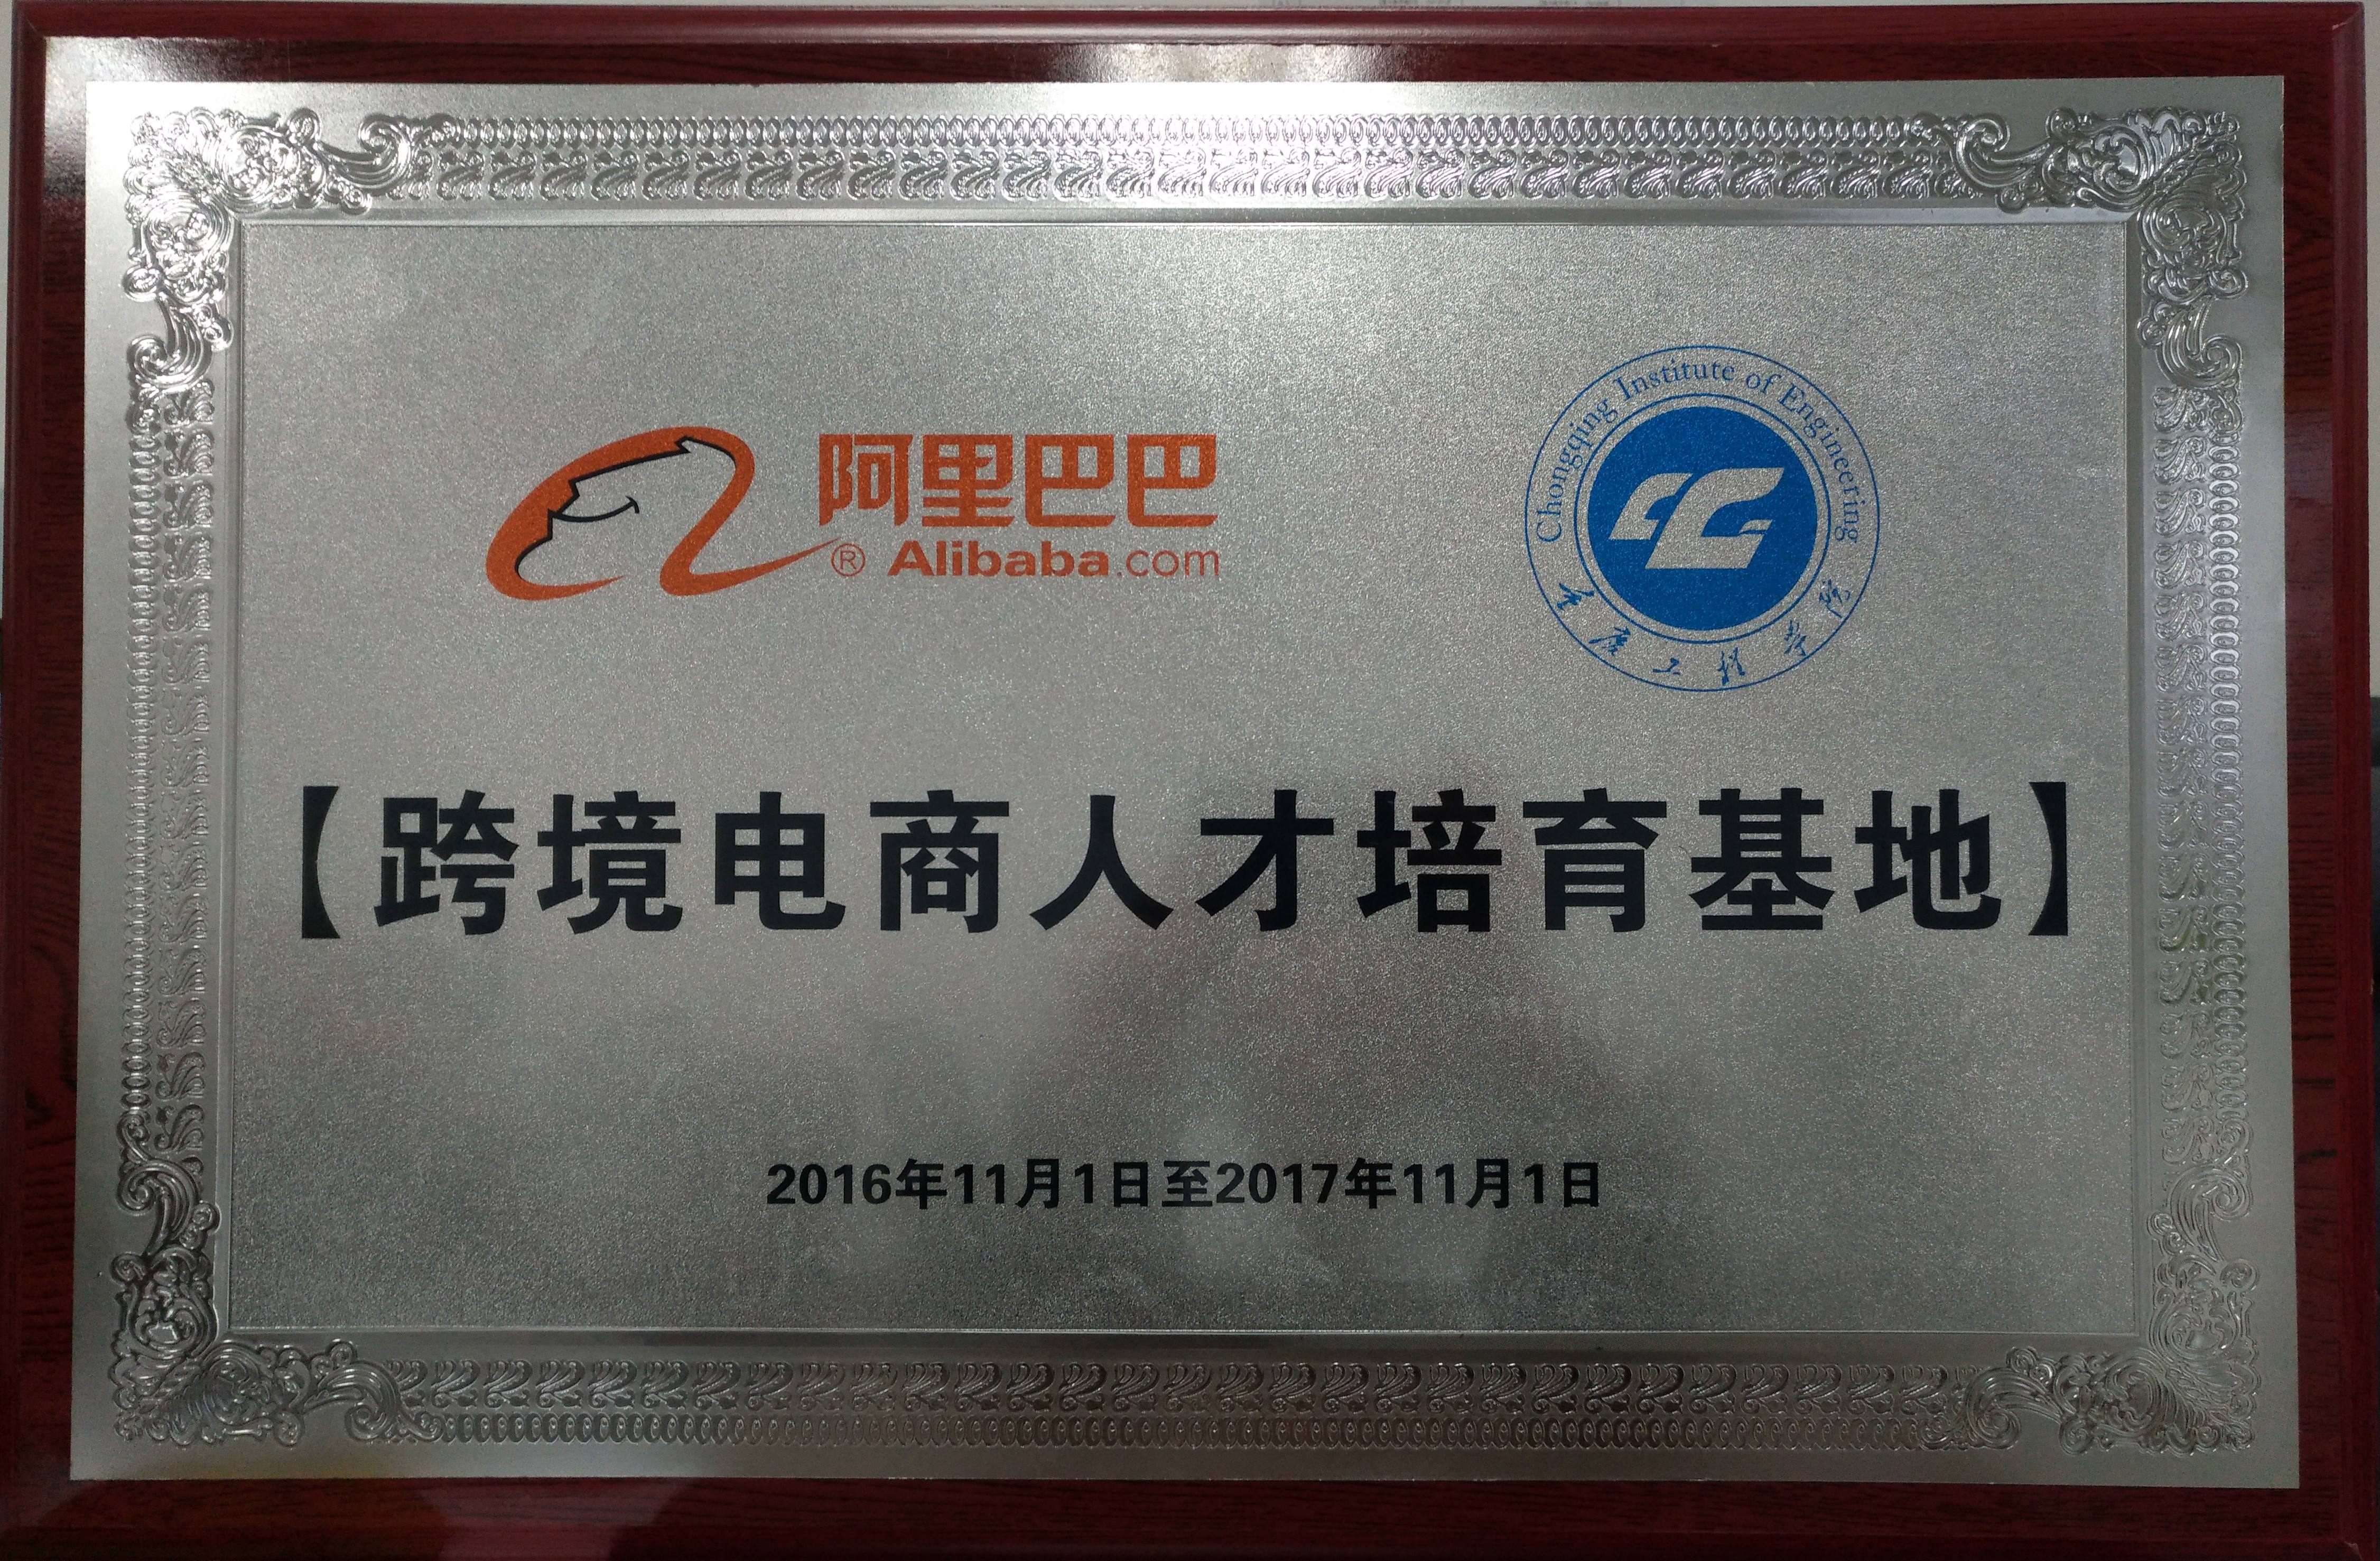 阿里巴巴
® Alibaba.com
Chongqing Institute of Engineering
重庆工程学院
【跨境电商人才培育基地】
2016年11月1日至2017年11月1日